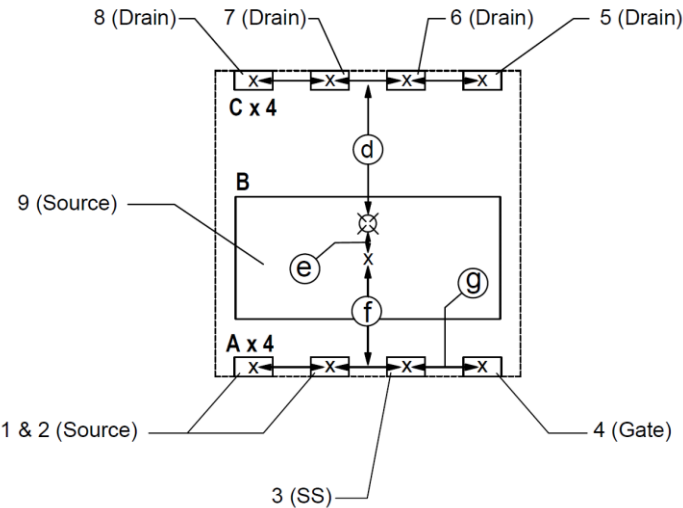 8 (Drain)
7 (Drain)
6 (Drain)
5 (Drain)
x x x x
C x 4
d
B
9 (Source)
e
x
f
g
A x 4
x x x x
1 & 2 (Source)
4 (Gate)
3 (SS)